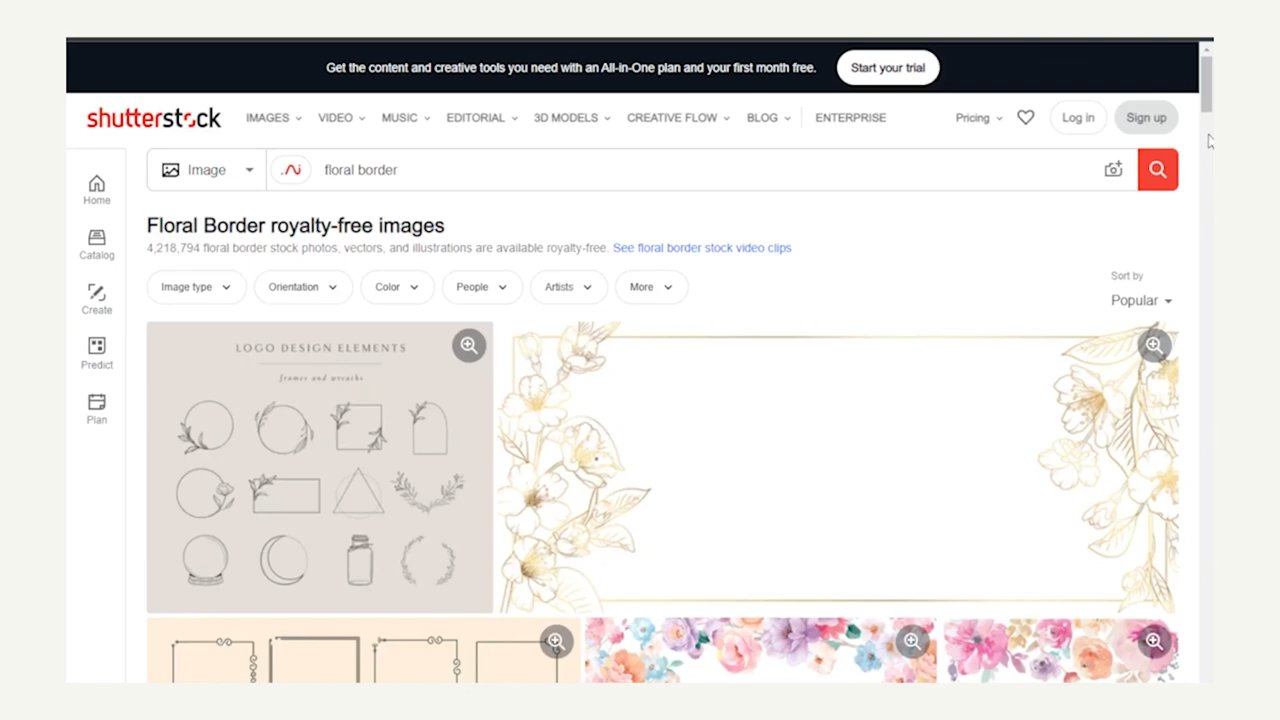 Get the content and creative tools you need with an All-in-One plan and your first month free. Start your trial
shutterstock IMAGES VIDEO MUSIC EDITORIAL 3D MODELS CREATIVE FLOW BLOG ENTERPRISE Pricing Log in Sign up
Image floral border
Home
Catalog
Create
Predict
Plan
Floral Border royalty-free images
4,218,794 floral border stock photos, vectors, and illustrations are available royalty-free. See floral border stock video clips
Image type Orientation Color People Artists More
Sort by
Popular
LOGO DESIGN ELEMENTS
frames and wreaths